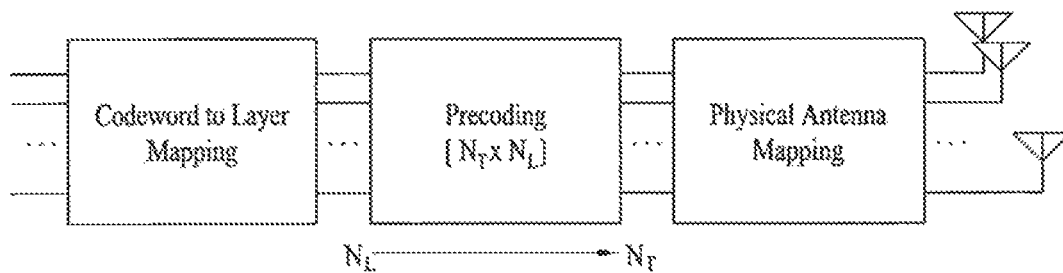 Codeword to Layer
Mapping
Precoding
[ N_T x N_L ]
Physical Antenna
Mapping
N_L
N_T